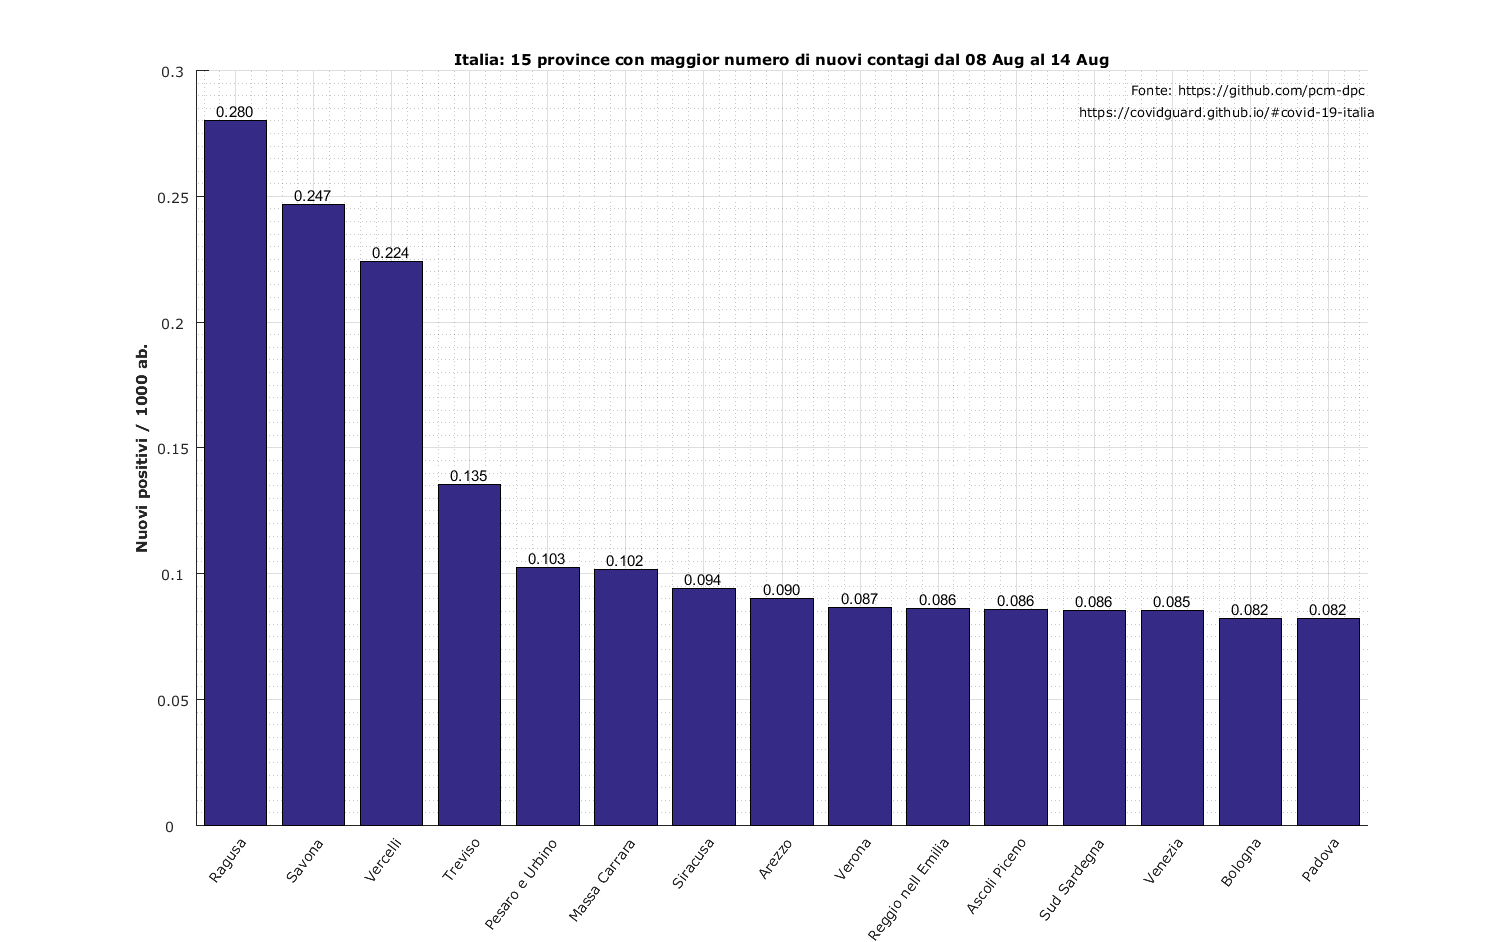 Italia: 15 province con maggior numero di nuovi contagi dal 08 Aug al 14 Aug
Fonte: https://github.com/pcm-dpc
https://covidguard.github.io/#covid-19-italia
Nuovi positivi / 1000 ab.
0.3
0.25
0.2
0.15
0.1
0.05
0
0.280
0.247
0.224
0.135
0.103
0.102
0.094
0.090
0.087
0.086
0.086
0.086
0.085
0.082
0.082
Ragusa
Savona
Vercelli
Treviso
Pesaro e Urbino
Massa Carrara
Siracusa
Arezzo
Verona
Reggio nell Emilia
Ascoli Piceno
Sud Sardegna
Venezia
Bologna
Padova